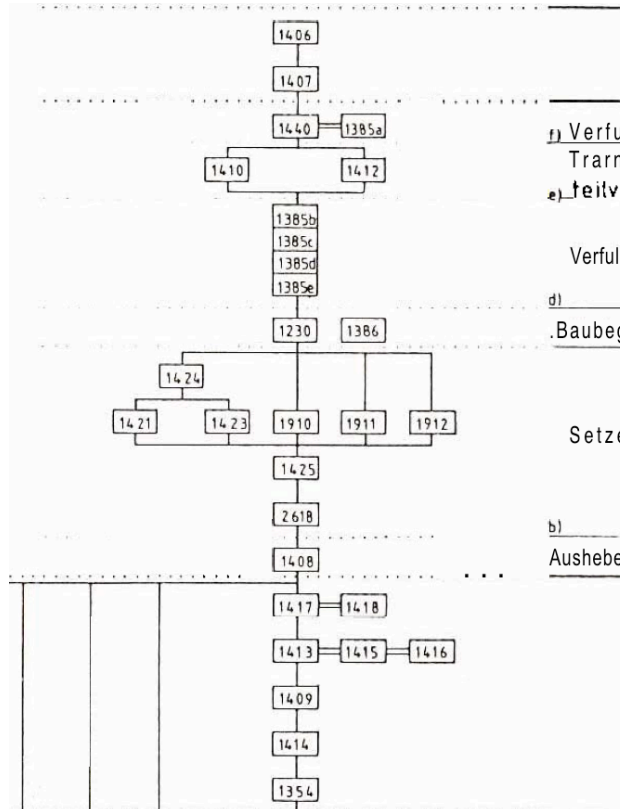 1406
1407
1440 1385a
f) Verfu
1410 1412
Trarr
e) teilv
1385b
1385c
1385d
1385e
Verful
d)
1230 1386
.Baubeg
1424
1421 1423 1910 1911 1912
Setze
1425
2618
b)
1408
Aushebe
1417 1418
1413 1415 1416
1409
1414
1354